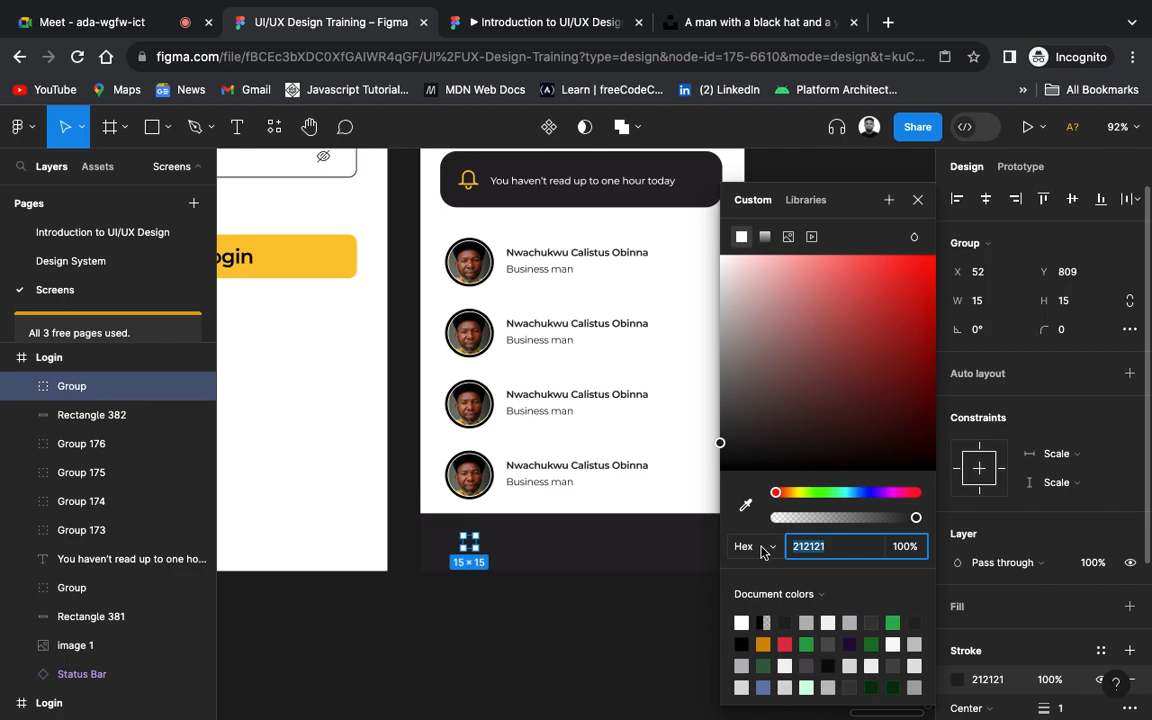 Meet - ada-wgfw-ict
UI/UX Design Training – Figma
Introduction to UI/UX Desig
A man with a black hat and a y
figma.com/file/fBCEc3bXDC0XfGAlWR4qGF/UI%2FUX-Design-Training?type=design&node-id=175-6610&mode=design&t=kuC...
Incognito
YouTube
Maps
News
Gmail
Javascript Tutorial...
MDN Web Docs
Learn | freeCodeC...
(2) LinkedIn
Platform Architect...
»
All Bookmarks
Share
A?
92%
Layers
Assets
Screens
Pages
Introduction to UI/UX Design
Design System
Screens
All 3 free pages used.
Login
Group
Rectangle 382
Group 176
Group 175
Group 174
Group 173
You haven't read up to one ho...
Group
Rectangle 381
image 1
Status Bar
Login
ogin
You haven't read up to one hour today
Nwachukwu Calistus Obinna
Business man
Nwachukwu Calistus Obinna
Business man
Nwachukwu Calistus Obinna
Business man
Nwachukwu Calistus Obinna
Business man
15 × 15
Custom
Libraries
Hex
212121
100%
Document colors
Design
Prototype
Group
X 52
Y 809
W 15
H 15
0°
0
Auto layout
Constraints
Scale
Scale
Layer
Pass through
100%
Fill
Stroke
212121
100%
Center
1
?